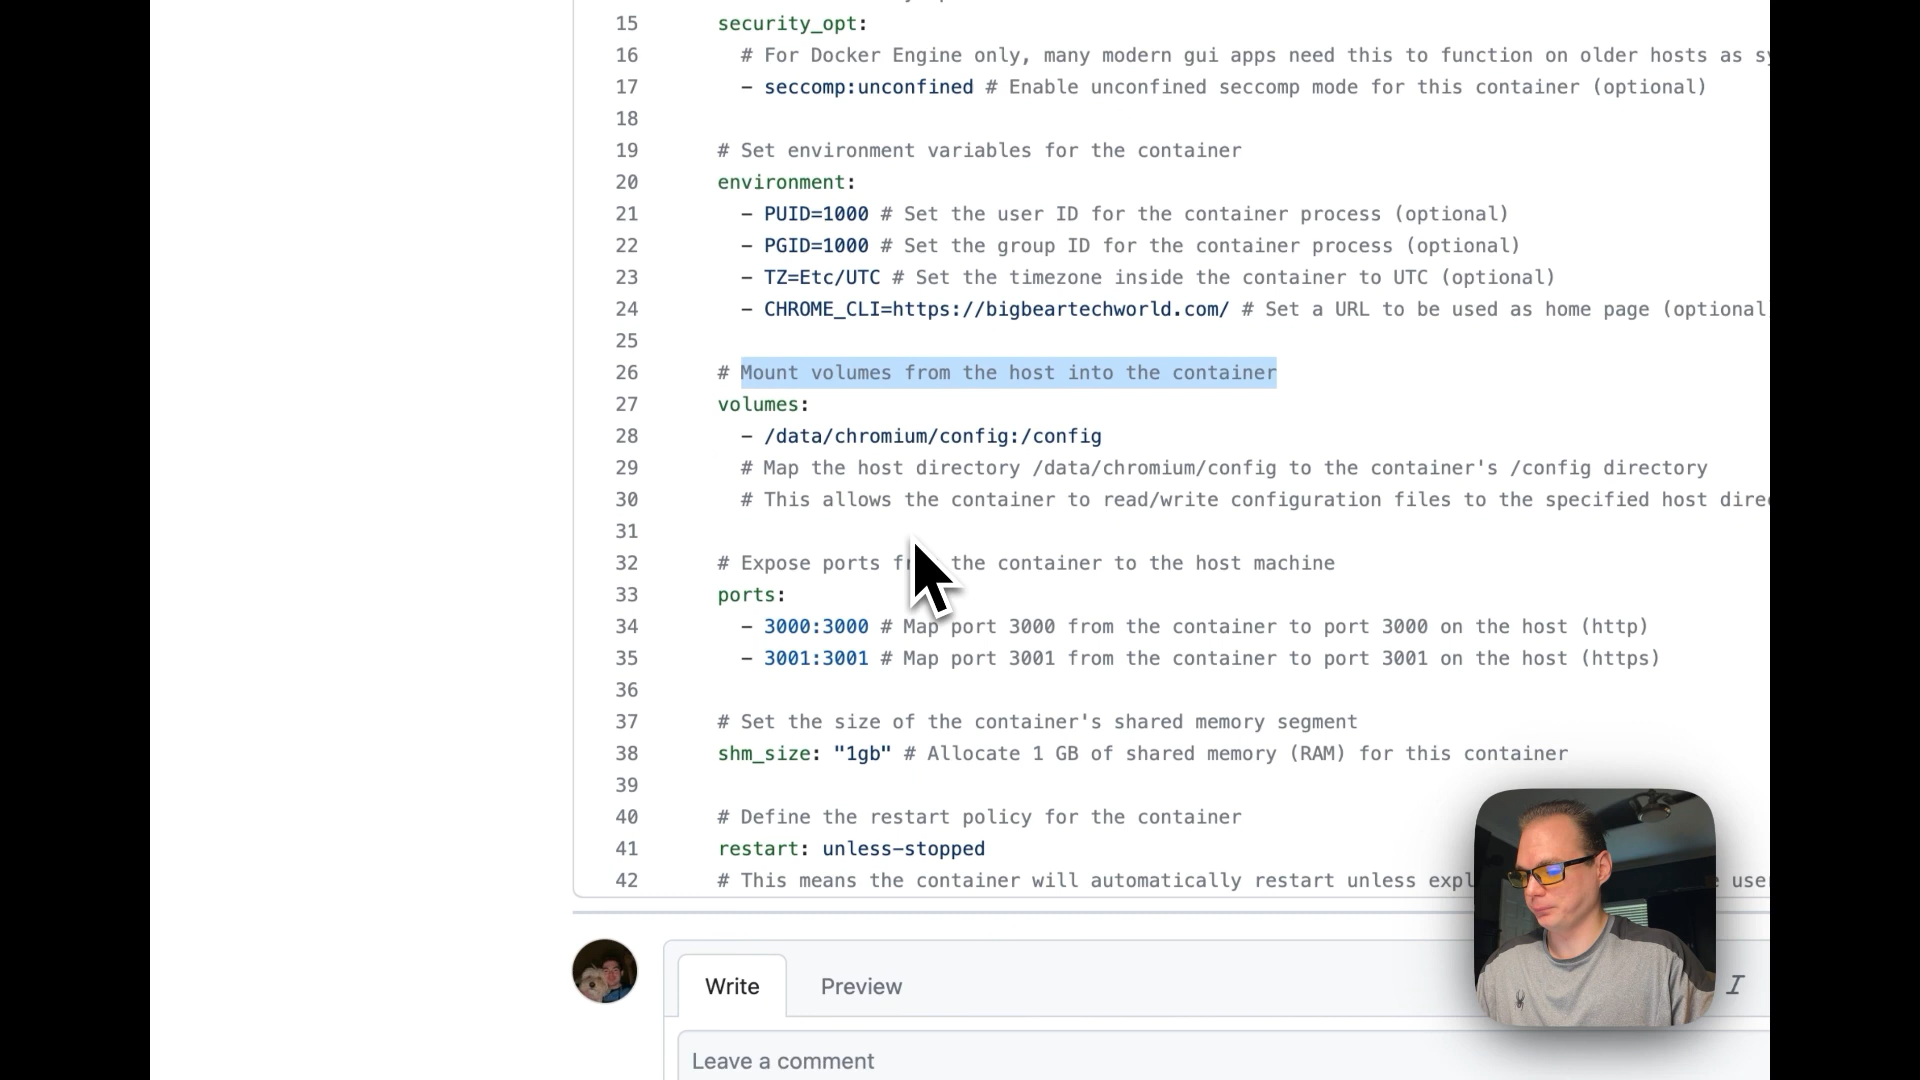 15 security_opt:
16 # For Docker Engine only, many modern gui apps need this to function on older hosts as
17 - seccomp:unconfined # Enable unconfined seccomp mode for this container (optional)
18
19 # Set environment variables for the container
20 environment:
21 - PUID=1000 # Set the user ID for the container process (optional)
22 - PGID=1000 # Set the group ID for the container process (optional)
23 - TZ=Etc/UTC # Set the timezone inside the container to UTC (optional)
24 - CHROME_CLI=https://bigbeartechworld.com/ # Set a URL to be used as home page (optional
25
26 # Mount volumes from the host into the container
27 volumes:
28 - /data/chromium/config:/config
29 # Map the host directory /data/chromium/config to the container's /config directory
30 # This allows the container to read/write configuration files to the specified host
31
32 # Expose ports the container to the host machine
33 ports:
34 - 3000:3000 # Map port 3000 from the container to port 3000 on the host (http)
35 - 3001:3001 # Map port 3001 from the container to port 3001 on the host (https)
36
37 # Set the size of the container's shared memory segment
38 shm_size: "1gb" # Allocate 1 GB of shared memory (RAM) for this container
39
40 # Define the restart policy for the container
41 restart: unless-stopped
42 # This means the container will automatically restart unless
Write Preview I
Leave a comment